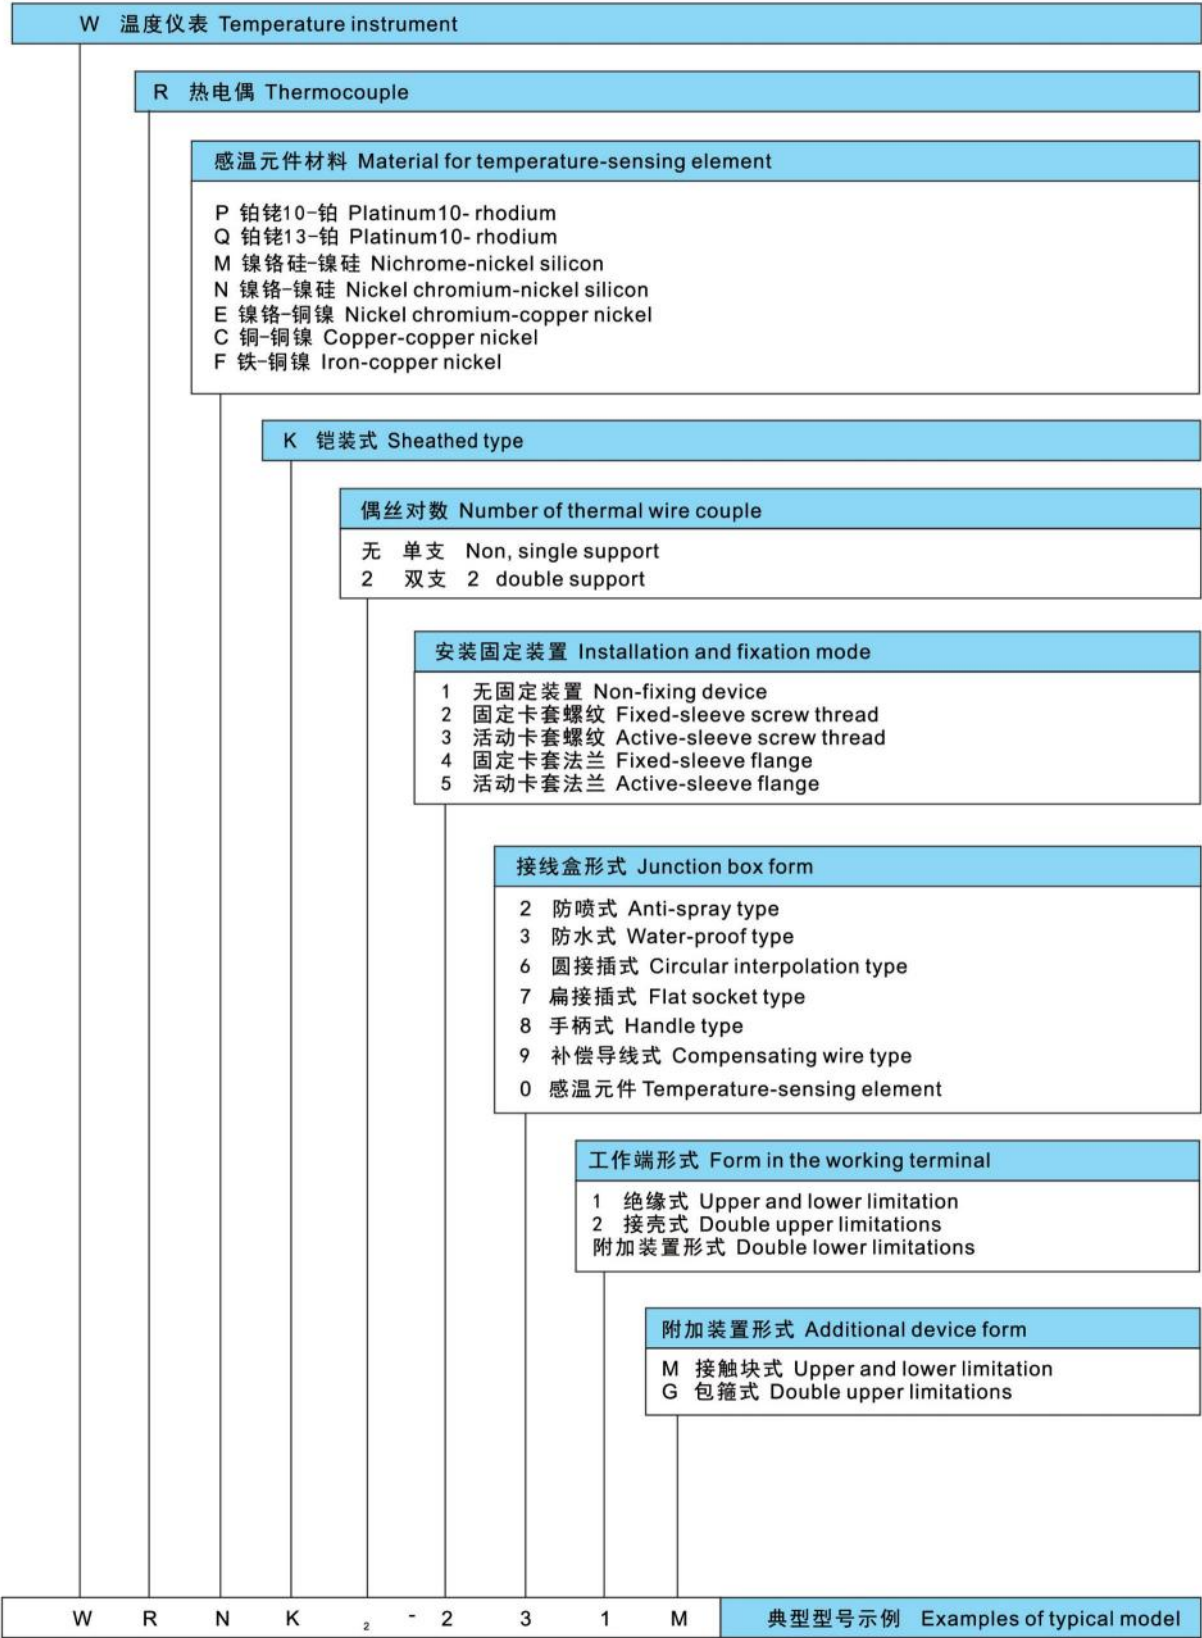 W 温度仪表 Temperature instrument
R 热电偶 Thermocouple
感温元件材料 Material for temperature-sensing element
P 铂铑10-铂 Platinum10- rhodium
Q 铂铑13-铂 Platinum10- rhodium
M 镍铬硅-镍硅 Nichrome-nickel silicon
N 镍铬-镍硅 Nickel chromium-nickel silicon
E 镍铬-铜镍 Nickel chromium-copper nickel
C 铜-铜镍 Copper-copper nickel
F 铁-铜镍 Iron-copper nickel
K 铠装式 Sheathed type
偶丝对数 Number of thermal wire couple
无 单支 Non, single support
2 双支 2 double support
安装固定装置 Installation and fixation mode
1 无固定装置 Non-fixing device
2 固定卡套螺纹 Fixed-sleeve screw thread
3 活动卡套螺纹 Active-sleeve screw thread
4 固定卡套法兰 Fixed-sleeve flange
5 活动卡套法兰 Active-sleeve flange
接线盒形式 Junction box form
2 防喷式 Anti-spray type
3 防水式 Water-proof type
6 圆接插式 Circular interpolation type
7 扁接插式 Flat socket type
8 手柄式 Handle type
9 补偿导线式 Compensating wire type
0 感温元件 Temperature-sensing element
工作端形式 Form in the working terminal
1 绝缘式 Upper and lower limitation
2 接壳式 Double upper limitations
附加装置形式 Double lower limitations
附加装置形式 Additional device form
M 接触块式 Upper and lower limitation
G 包箍式 Double upper limitations
W R N K 2 - 2 3 1 M 典型型号示例 Examples of typical model